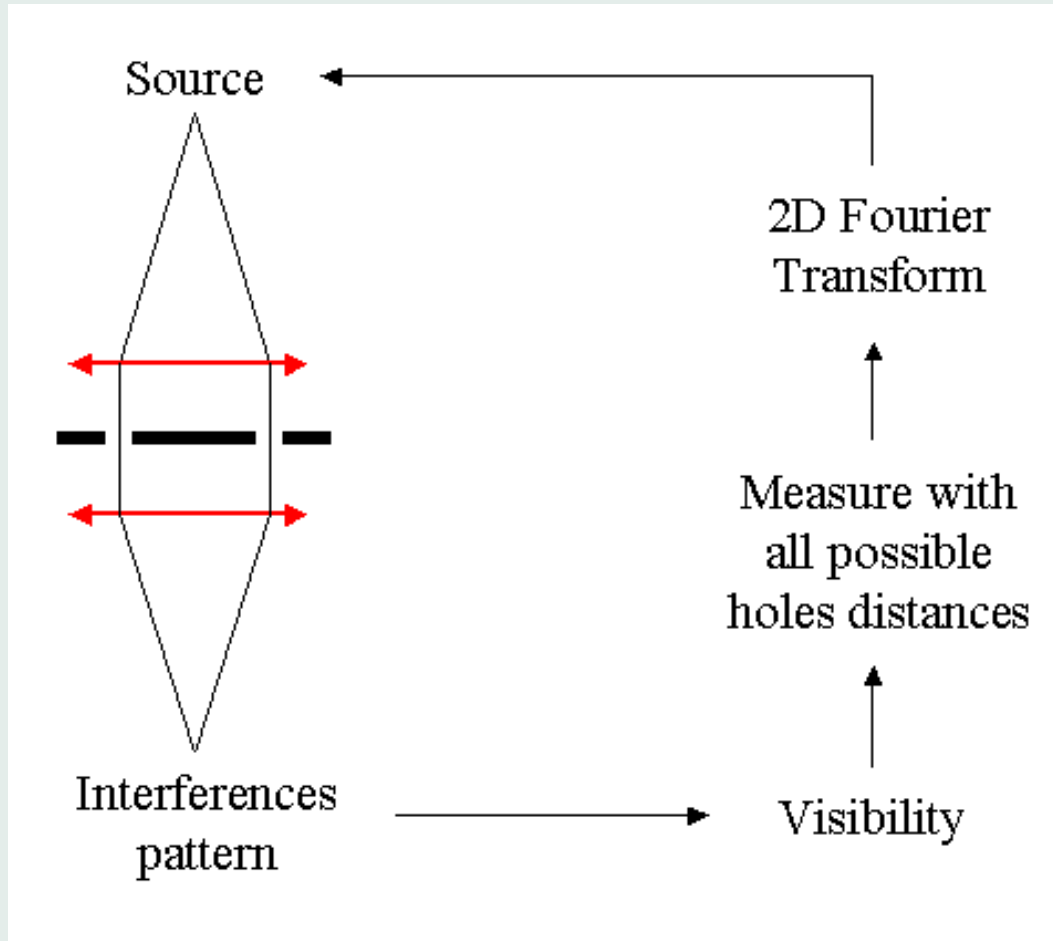 Source
2D Fourier
Transform
Measure with
all possible
holes distances
Interferences
pattern
Visibility